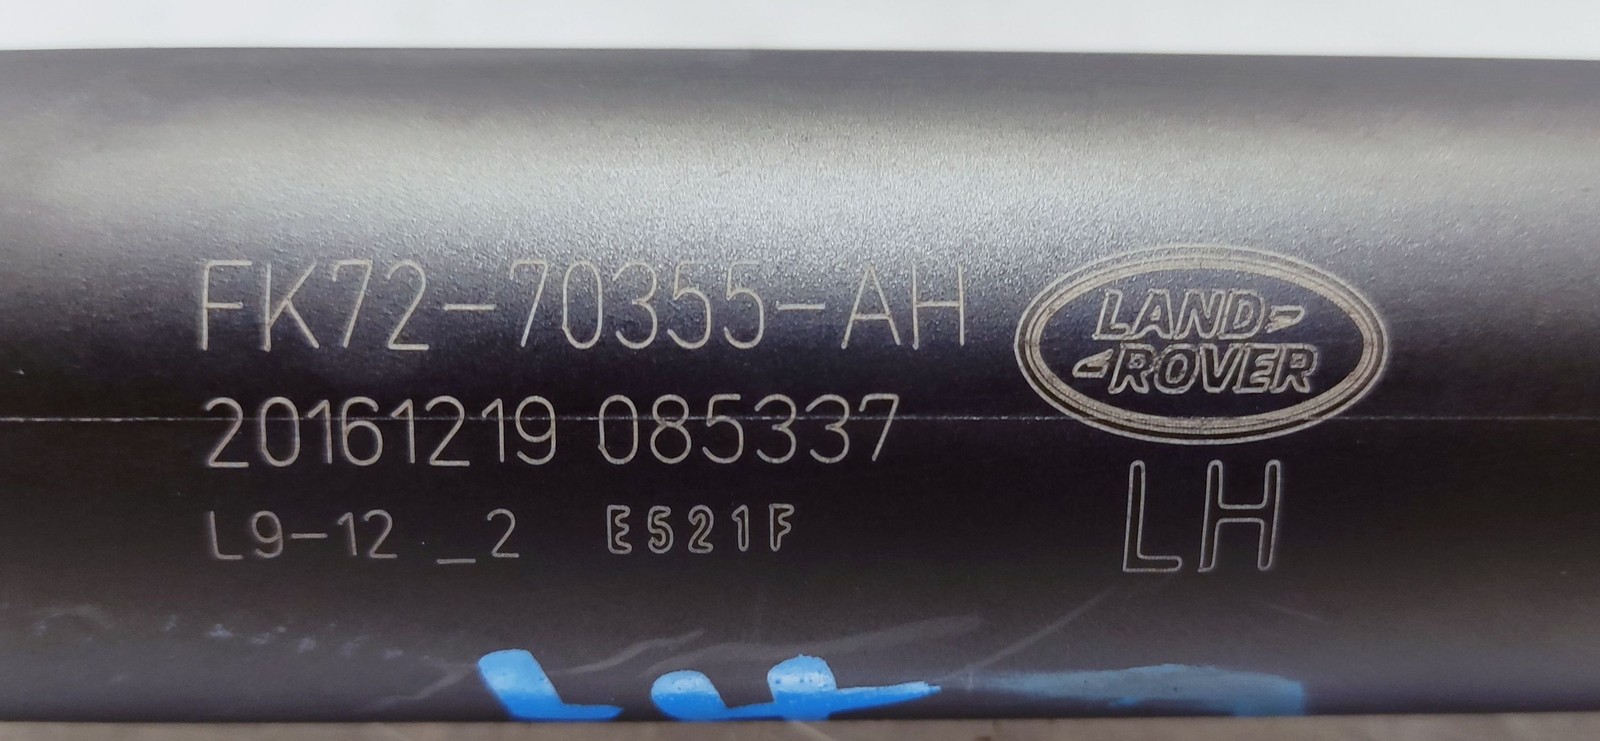 FK72-70355-AH
20161219 085337
L9-12 _2 E521F
LAND-
-ROVER
LH